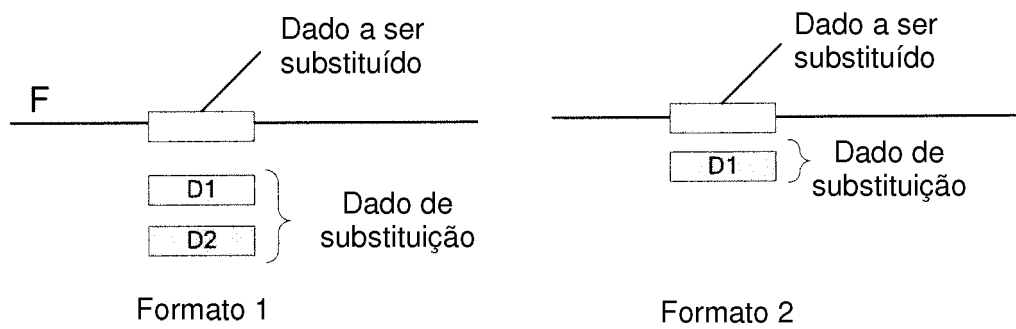 Dado a ser
substituído
F
D1
D2
Dado de
substituição
Formato 1
Dado a ser
substituído
D1
Dado de
substituição
Formato 2